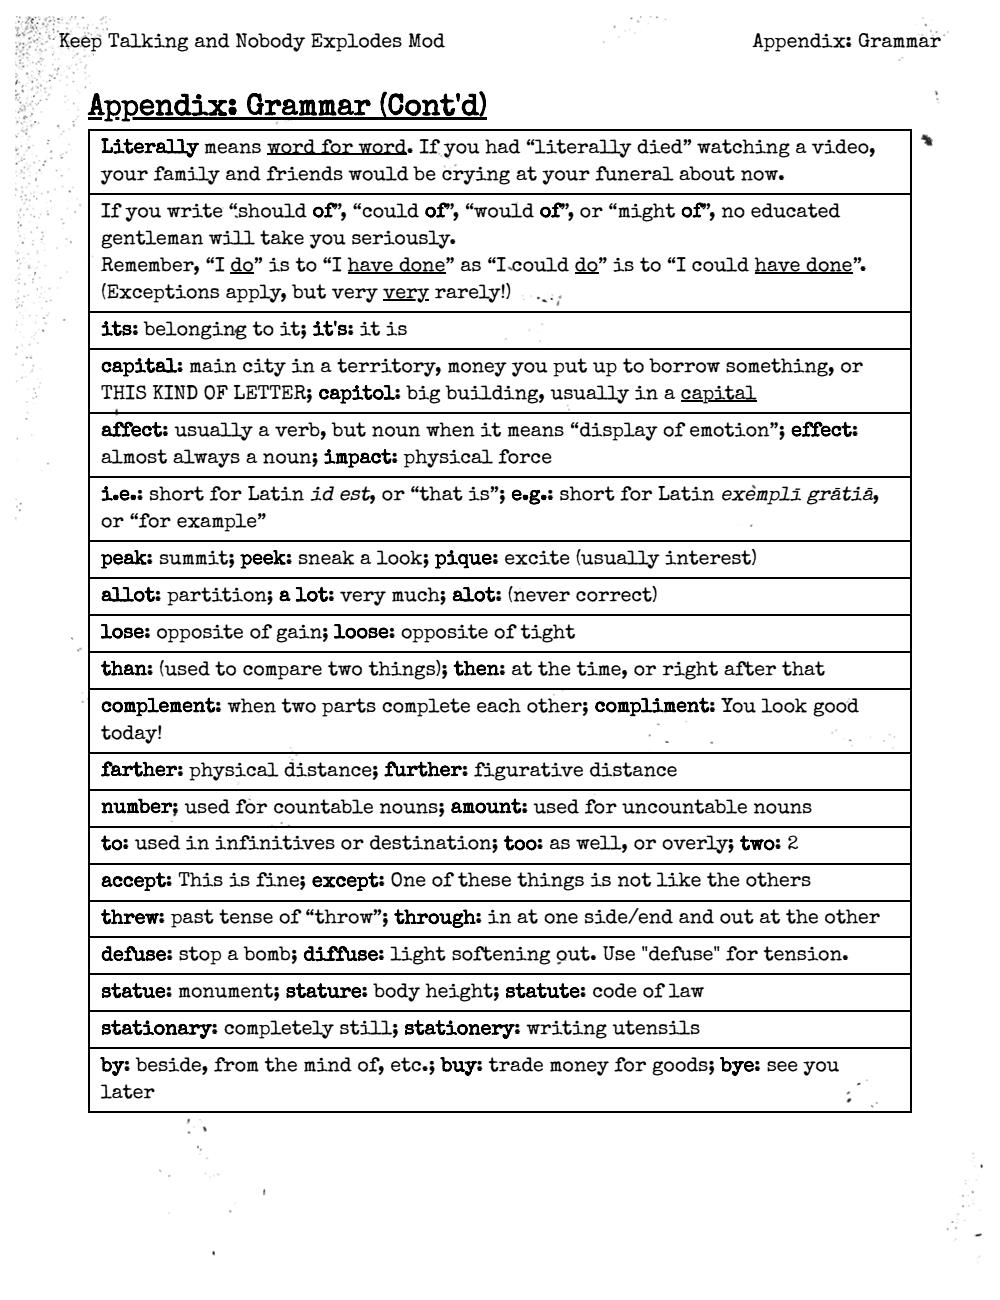 Keep Talking and Nobody Explodes Mod
Appendix: Grammar
Appendix: Grammar (Cont'd)
Literally means word for word. If you had “literally died” watching a video,
your family and friends would be crying at your funeral about now.
If you write “should of”, “could of”, “would of”, or “might of”, no educated
gentleman will take you seriously.
Remember, “I do” is to “I have done” as “I could do” is to “I could have done”.
(Exceptions apply, but very very rarely!)
its: belonging to it; it's: it is
capital: main city in a territory, money you put up to borrow something, or
THIS KIND OF LETTER; capitol: big building, usually in a capital
affect: usually a verb, but noun when it means “display of emotion”; effect:
almost always a noun; impact: physical force
i.e.: short for Latin id est, or “that is”; e.g.: short for Latin exempli grātiā,
or “for example”
peak: summit; peek: sneak a look; pique: excite (usually interest)
allot: partition; a lot: very much; alot: (never correct)
lose: opposite of gain; loose: opposite of tight
than: (used to compare two things); then: at the time, or right after that
complement: when two parts complete each other; compliment: You look good
today!
farther: physical distance; further: figurative distance
number; used for countable nouns; amount: used for uncountable nouns
to: used in infinitives or destination; too: as well, or overly; two: 2
accept: This is fine; except: One of these things is not like the others
threw: past tense of “throw”; through: in at one side/end and out at the other
defuse: stop a bomb; diffuse: light softening out. Use "defuse" for tension.
statue: monument; stature: body height; statute: code of law
stationary: completely still; stationery: writing utensils
by: beside, from the mind of, etc.; buy: trade money for goods; bye: see you
later